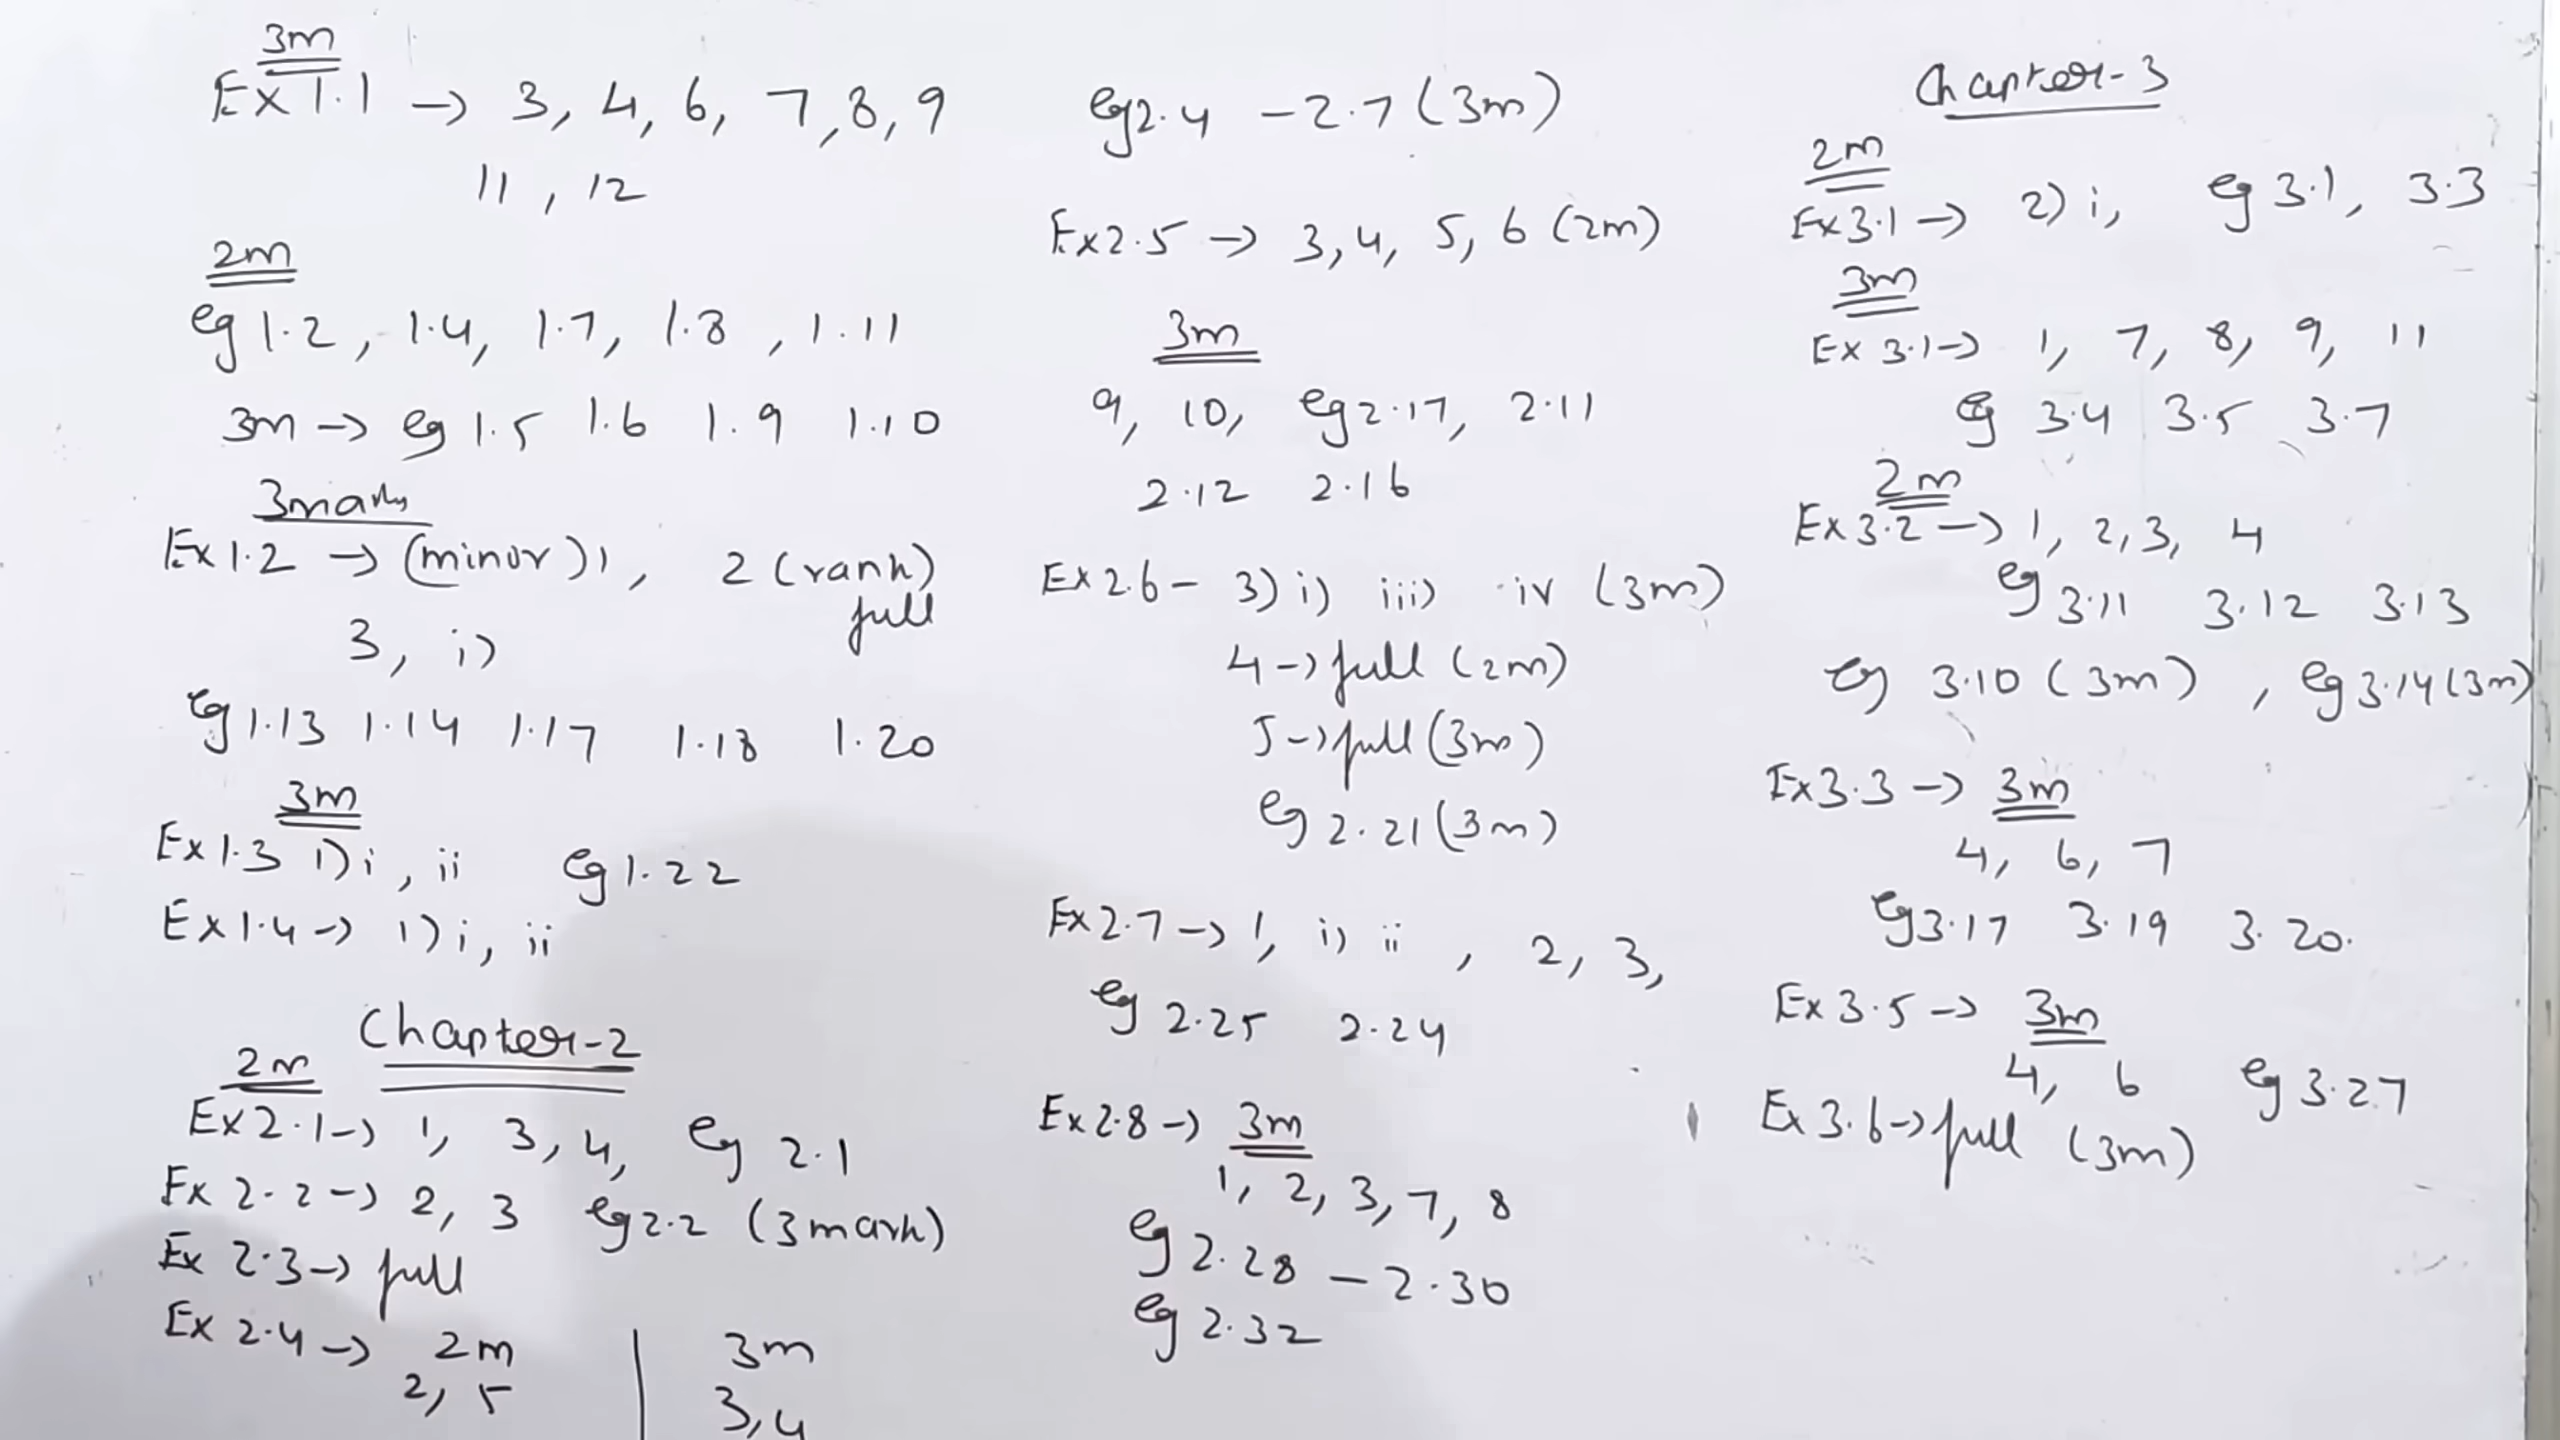 3m
Ex 1.1 → 3, 4, 6, 7, 8, 9
11, 12
2m
eg 1.2, 1.4, 1.7, 1.8, 1.11
3m → eg 1.5 1.6 1.9 1.10
3marks
Ex 1.2 → (minor) 1, 2 (rank)
full
3, i)
eg 1.13 1.14 1.17 1.18 1.20
3m
Ex 1.3 1) i, ii eg 1.22
Ex 1.4 → 1) i, ii
Chapter-2
2m
Ex 2.1 → 1, 3, 4, eg 2.1
Ex 2.2 → 2, 3 eg 2.2 (3 mark)
Ex 2.3 → full
Ex 2.4 → 2m | 3m
2, 5 | 3, 4
eg 2.4 - 2.7 (3m)
Ex 2.5 → 3, 4, 5, 6 (2m)
3m
9, 10, eg 2.17, 2.11
2.12 2.16
Ex 2.6 - 3) i) iii) iv (3m)
4 → full (2m)
5 → full (3m)
eg 2.21 (3m)
Ex 2.7 → 1, i) ii, 2, 3,
eg 2.25 2.24
Ex 2.8 → 3m
1, 2, 3, 7, 8
eg 2.28 - 2.30
eg 2.32
Chapter-3
2m
Ex 3.1 → 2) i, eg 3.1, 3.3
3m
Ex 3.1 → 1, 7, 8, 9, 11
eg 3.4 3.5 3.7
2m
Ex 3.2 → 1, 2, 3, 4
eg 3.11 3.12 3.13
eg 3.10 (3m), eg 3.14 (3m)
Ex 3.3 → 3m
4, 6, 7
eg 3.17 3.19 3.20.
Ex 3.5 → 3m
4, 6 eg 3.27
Ex 3.6 → full (3m)